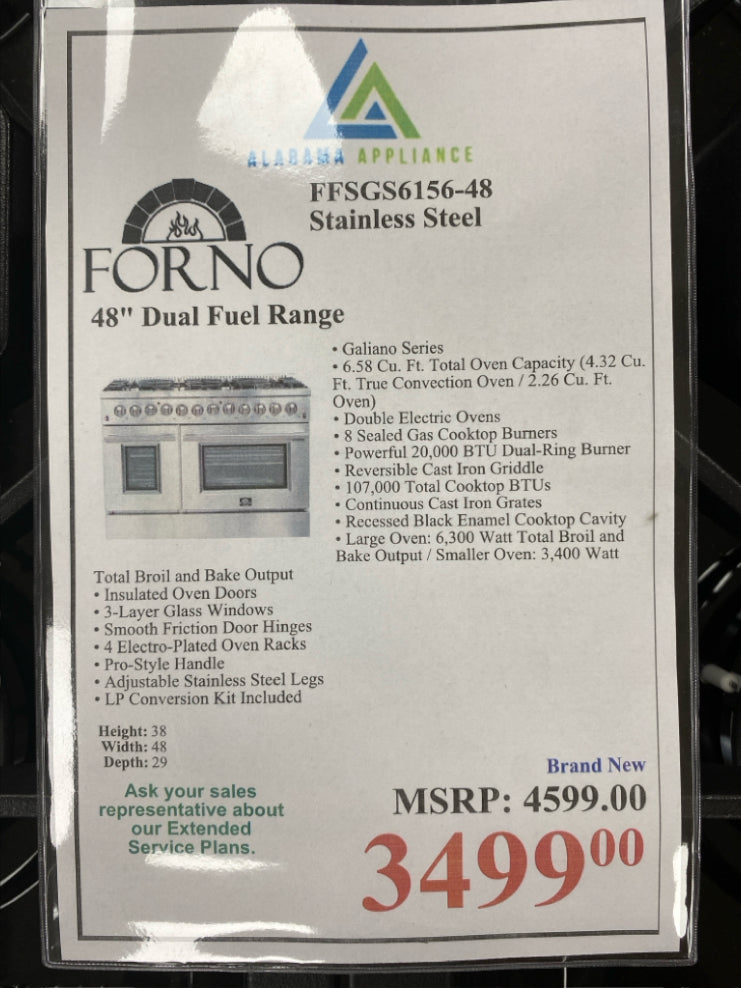 ALABAMA APPLIANCE
FFSGS6156-48
Stainless Steel
FORNO
48" Dual Fuel Range
• Galiano Series
• 6.58 Cu. Ft. Total Oven Capacity (4.32 Cu.
Ft. True Convection Oven / 2.26 Cu. Ft.
Oven)
• Double Electric Ovens
• 8 Sealed Gas Cooktop Burners
• Powerful 20,000 BTU Dual-Ring Burner
• Reversible Cast Iron Griddle
• 107,000 Total Cooktop BTUs
• Continuous Cast Iron Grates
• Recessed Black Enamel Cooktop Cavity
• Large Oven: 6,300 Watt Total Broil and
Bake Output / Smaller Oven: 3,400 Watt
Total Broil and Bake Output
• Insulated Oven Doors
• 3-Layer Glass Windows
• Smooth Friction Door Hinges
• 4 Electro-Plated Oven Racks
• Pro-Style Handle
• Adjustable Stainless Steel Legs
• LP Conversion Kit Included
Height: 38
Width: 48
Depth: 29
Ask your sales
representative about
our Extended
Service Plans.
Brand New
MSRP: 4599.00
3499 00